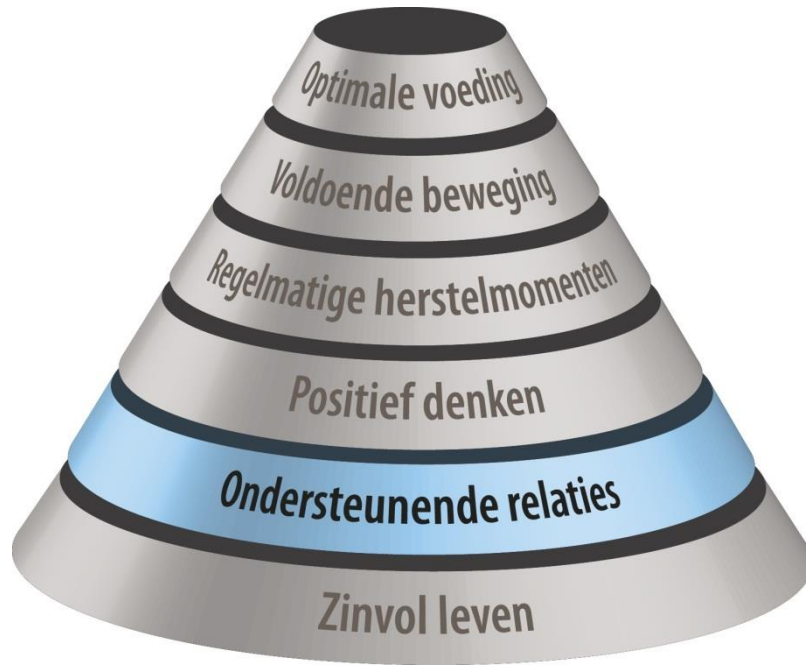 Optimale voeding
Voldoende beweging
Regelmatige herstelmomenten
Positief denken
Ondersteunende relaties
Zinvol leven